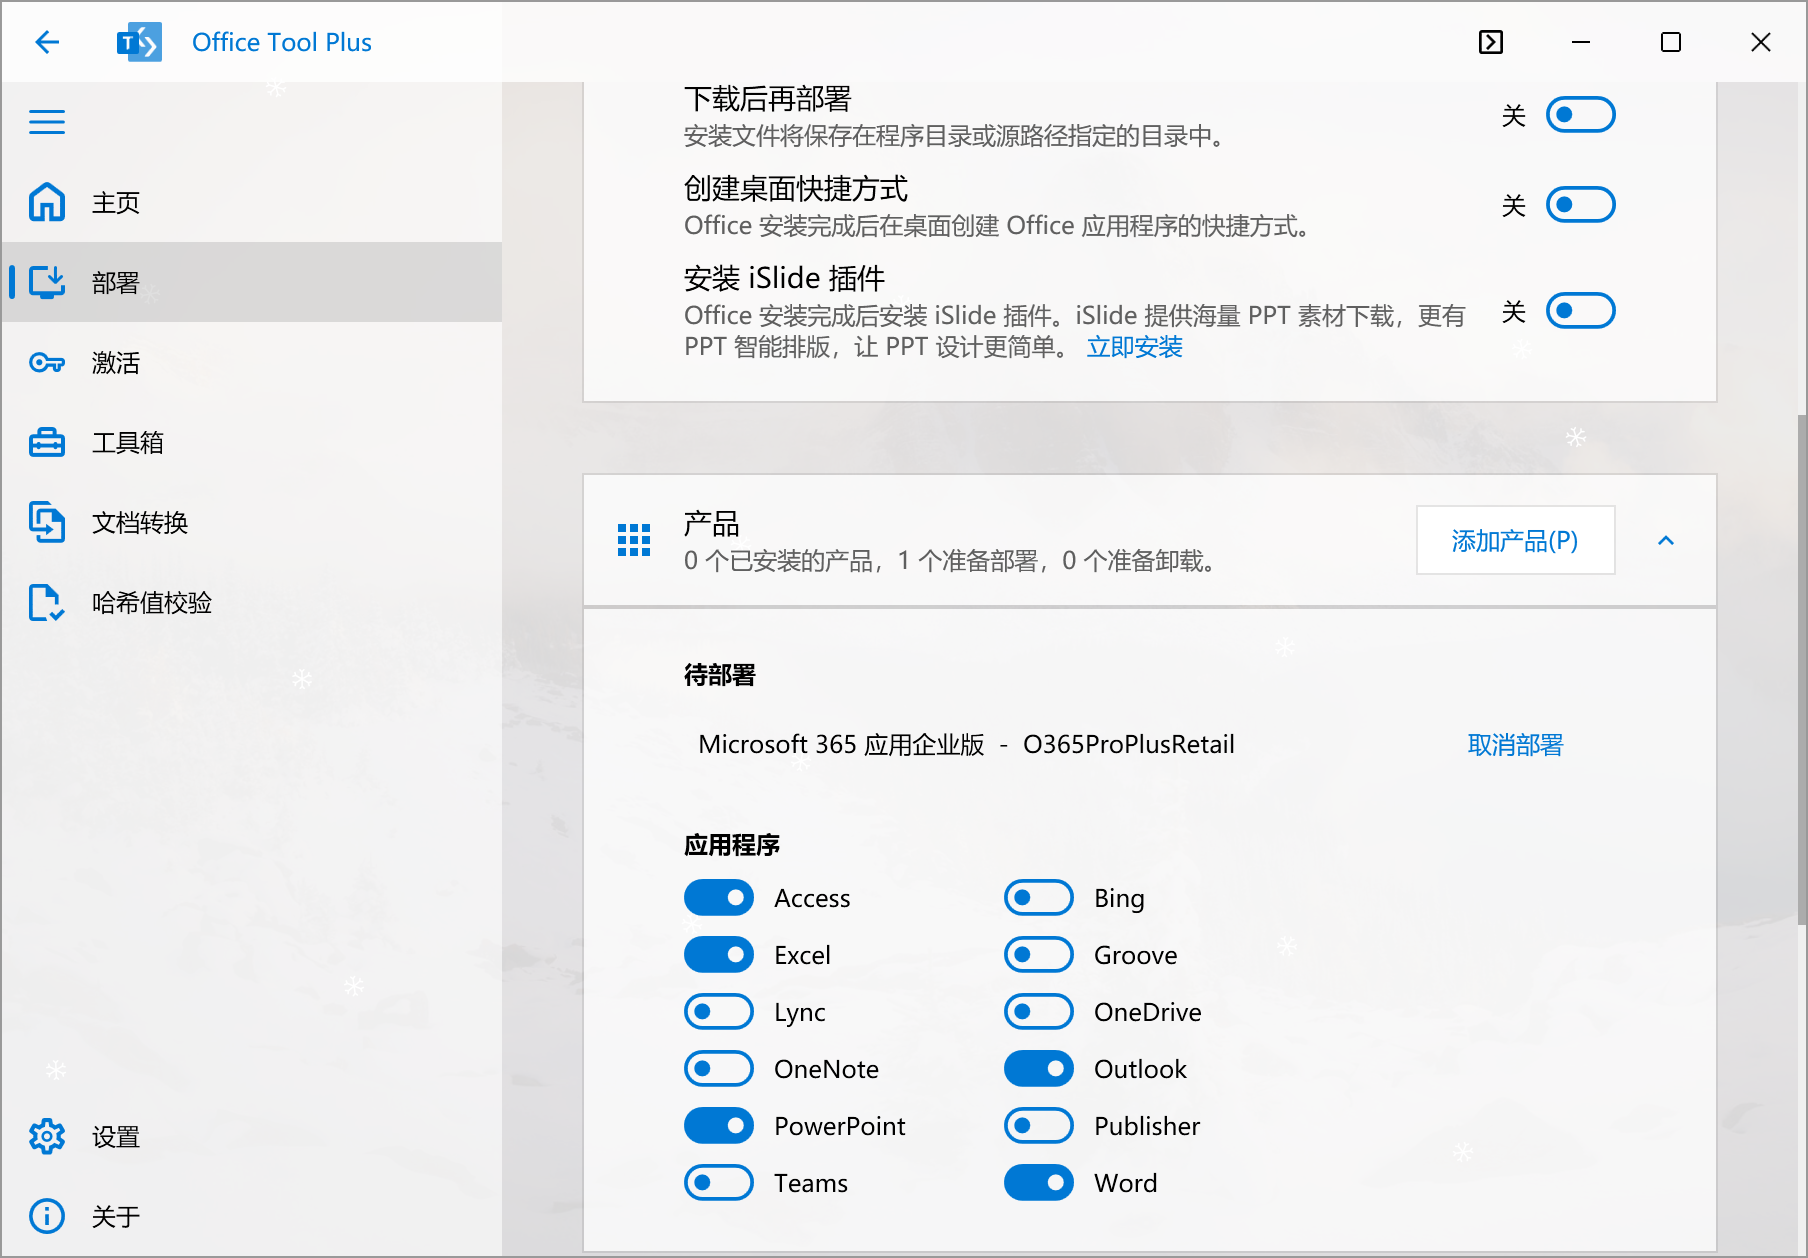 Office Tool Plus
主页
部署
激活
工具箱
文档转换
哈希值校验
设置
关于
下载后再部署
安装文件将保存在程序目录或源路径指定的目录中。
关
创建桌面快捷方式
Office 安装完成后在桌面创建 Office 应用程序的快捷方式。
关
安装 iSlide 插件
Office 安装完成后安装 iSlide 插件。iSlide 提供海量 PPT 素材下载，更有
PPT 智能排版，让 PPT 设计更简单。 立即安装
关
产品
0 个已安装的产品，1 个准备部署，0 个准备卸载。
添加产品(P)
待部署
Microsoft 365 应用企业版 - O365ProPlusRetail
取消部署
应用程序
Access
Bing
Excel
Groove
Lync
OneDrive
OneNote
Outlook
PowerPoint
Publisher
Teams
Word